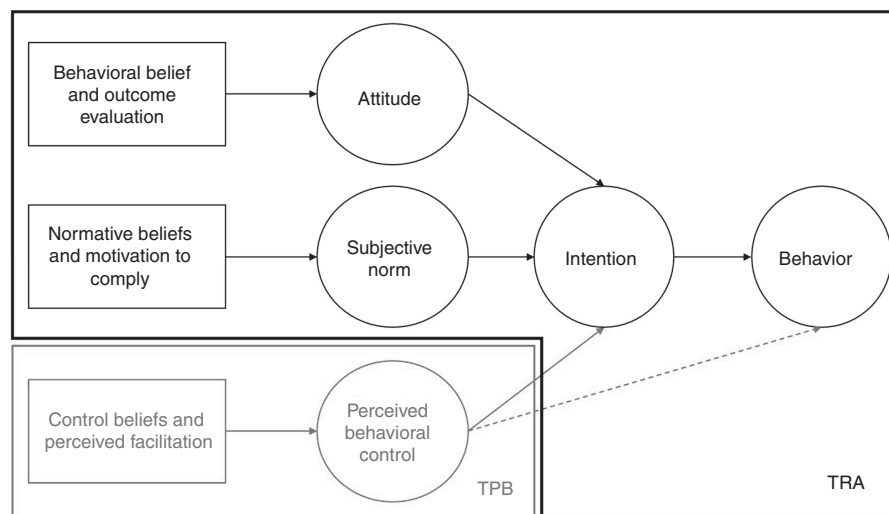 Behavioral belief
and outcome
evaluation
Attitude
Normative beliefs
and motivation to
comply
Subjective
norm
Intention
Behavior
Control beliefs and
perceived facilitation
Perceived
behavioral
control
TPB
TRA